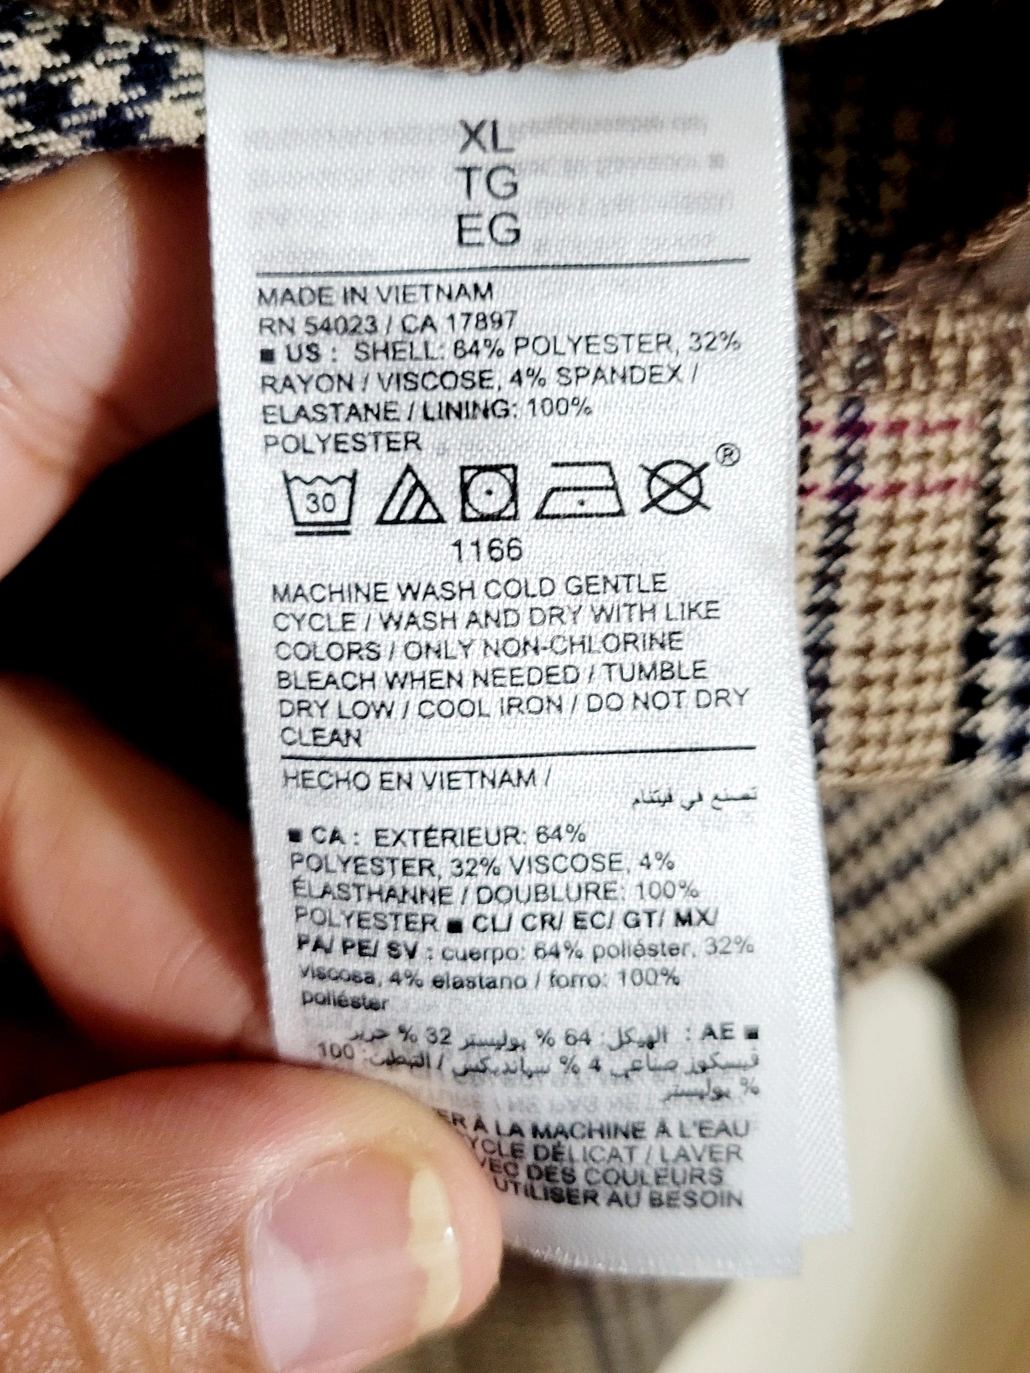 XL
TG
EG
MADE IN VIETNAM
RN 54023 / CA 17897
■ US : SHELL: 64% POLYESTER, 32%
RAYON / VISCOSE, 4% SPANDEX /
ELASTANE / LINING: 100%
POLYESTER
30 ®
1166
MACHINE WASH COLD GENTLE
CYCLE / WASH AND DRY WITH LIKE
COLORS / ONLY NON-CHLORINE
BLEACH WHEN NEEDED / TUMBLE
DRY LOW / COOL IRON / DO NOT DRY
CLEAN
HECHO EN VIETNAM /
تصنع في فيتنام
■ CA : EXTÉRIEUR: 64%
POLYESTER, 32% VISCOSE, 4%
ÉLASTHANNE / DOUBLURE: 100%
POLYESTER ■ CL/ CR/ EC/ GT/ MX/
PA/ PE/ SV : cuerpo: 64% poliéster, 32%
viscosa, 4% elastano / forro: 100%
poliéster
■ AE : الهيكل: 64 % بوليستر 32 % حرير
فيسكوز صناعي 4 % سبانديكس / التبطين: 100
% بوليستر
À LA MACHINE À L'EAU
DÉLICAT / LAVER
DES COULEURS
UTILISER AU BESOIN